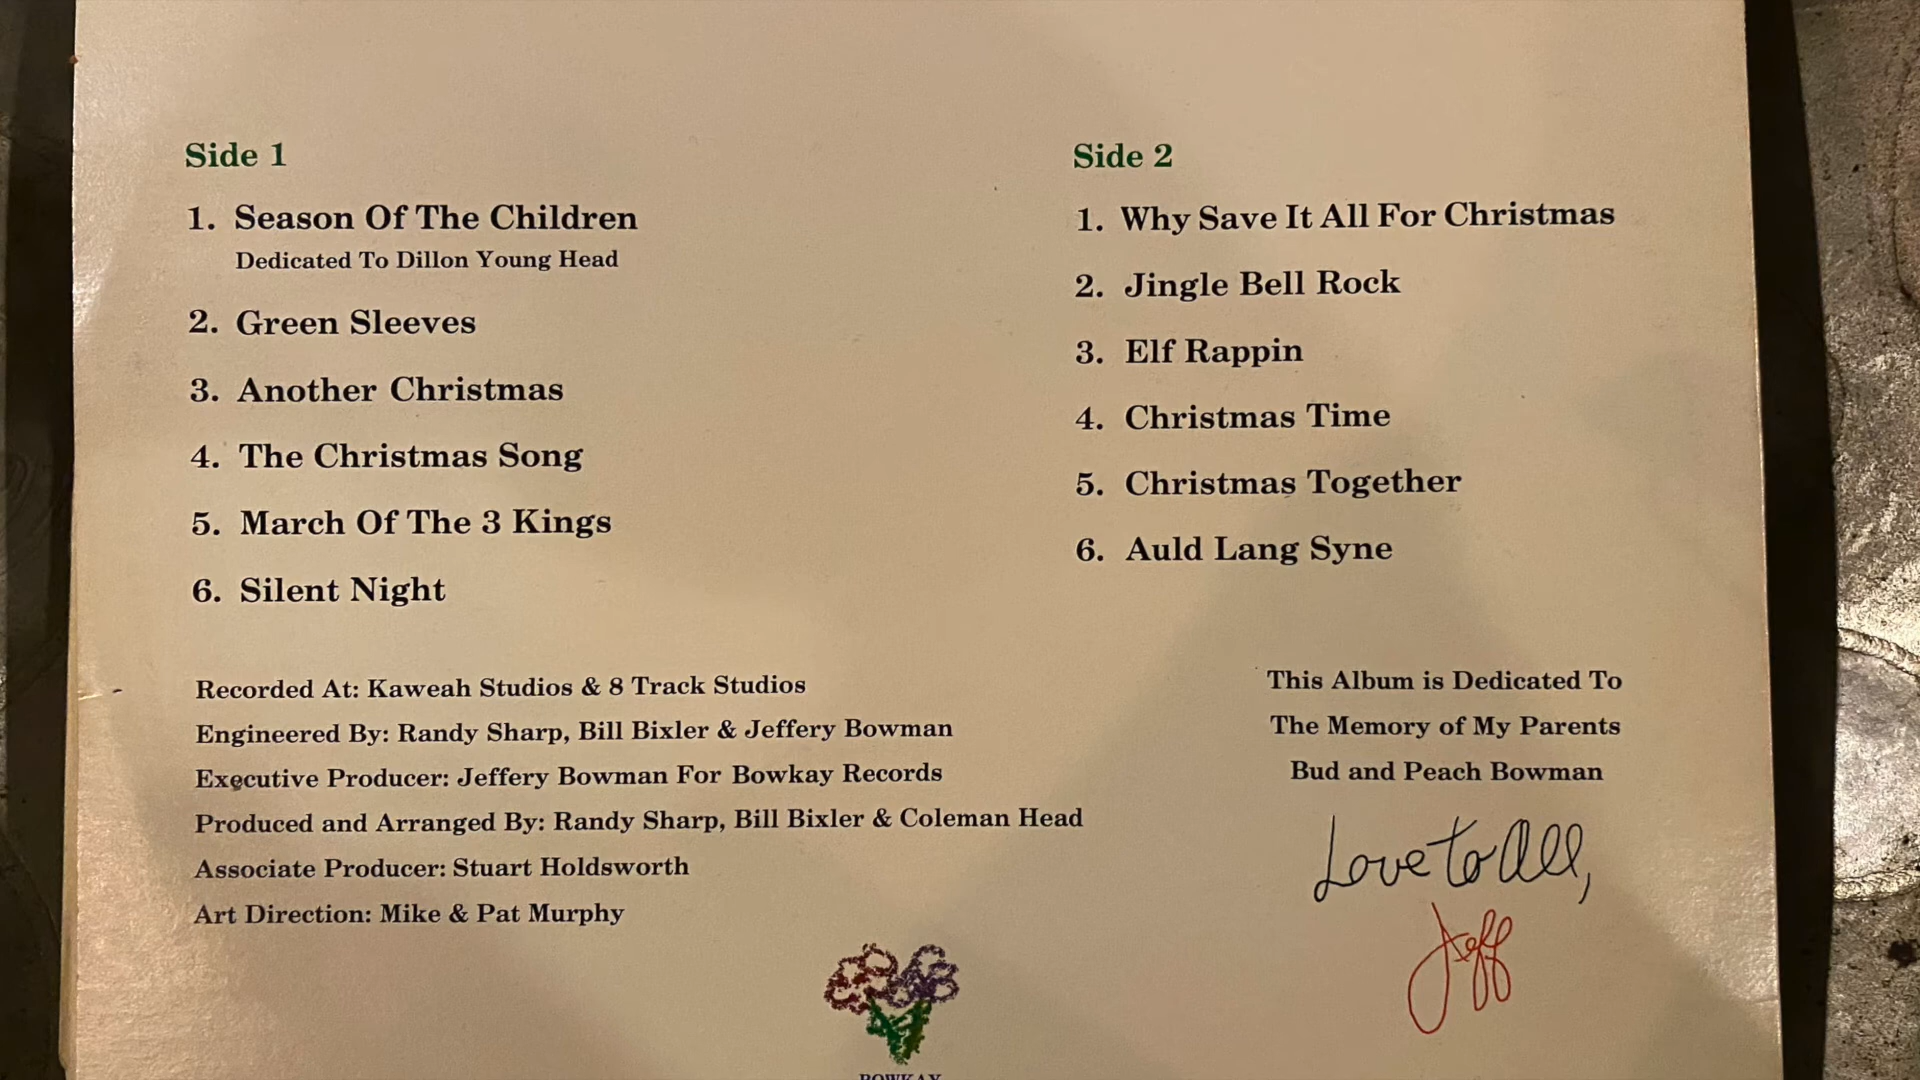 Side 1
1. Season Of The Children
Dedicated To Dillon Young Head
2. Green Sleeves
3. Another Christmas
4. The Christmas Song
5. March Of The 3 Kings
6. Silent Night
Side 2
1. Why Save It All For Christmas
2. Jingle Bell Rock
3. Elf Rappin
4. Christmas Time
5. Christmas Together
6. Auld Lang Syne
Recorded At: Kaweah Studios & 8 Track Studios
Engineered By: Randy Sharp, Bill Bixler & Jeffery Bowman
Executive Producer: Jeffery Bowman For Bowkay Records
Produced and Arranged By: Randy Sharp, Bill Bixler & Coleman Head
Associate Producer: Stuart Holdsworth
Art Direction: Mike & Pat Murphy
This Album is Dedicated To
The Memory of My Parents
Bud and Peach Bowman
Love to All,
Jeff
BOWKAY